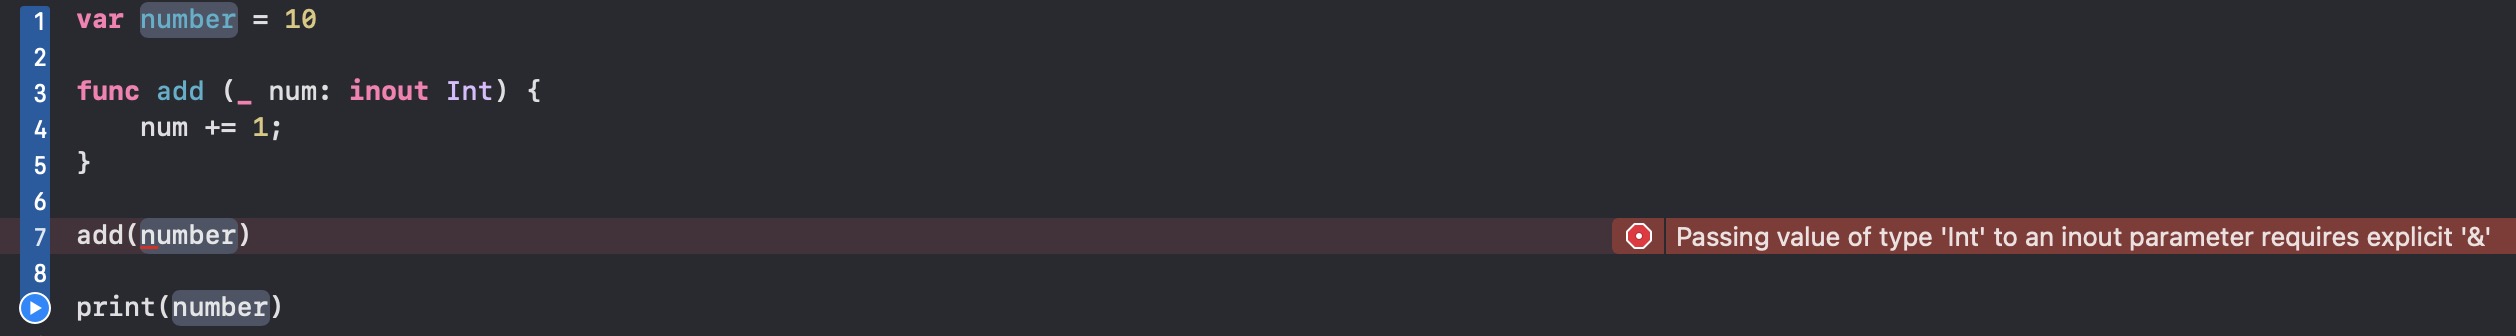 1 var number = 10
2
3 func add (_ num: inout Int) {
4     num += 1;
5 }
6
7 add(number) Passing value of type 'Int' to an inout parameter requires explicit '&'
8
print(number)